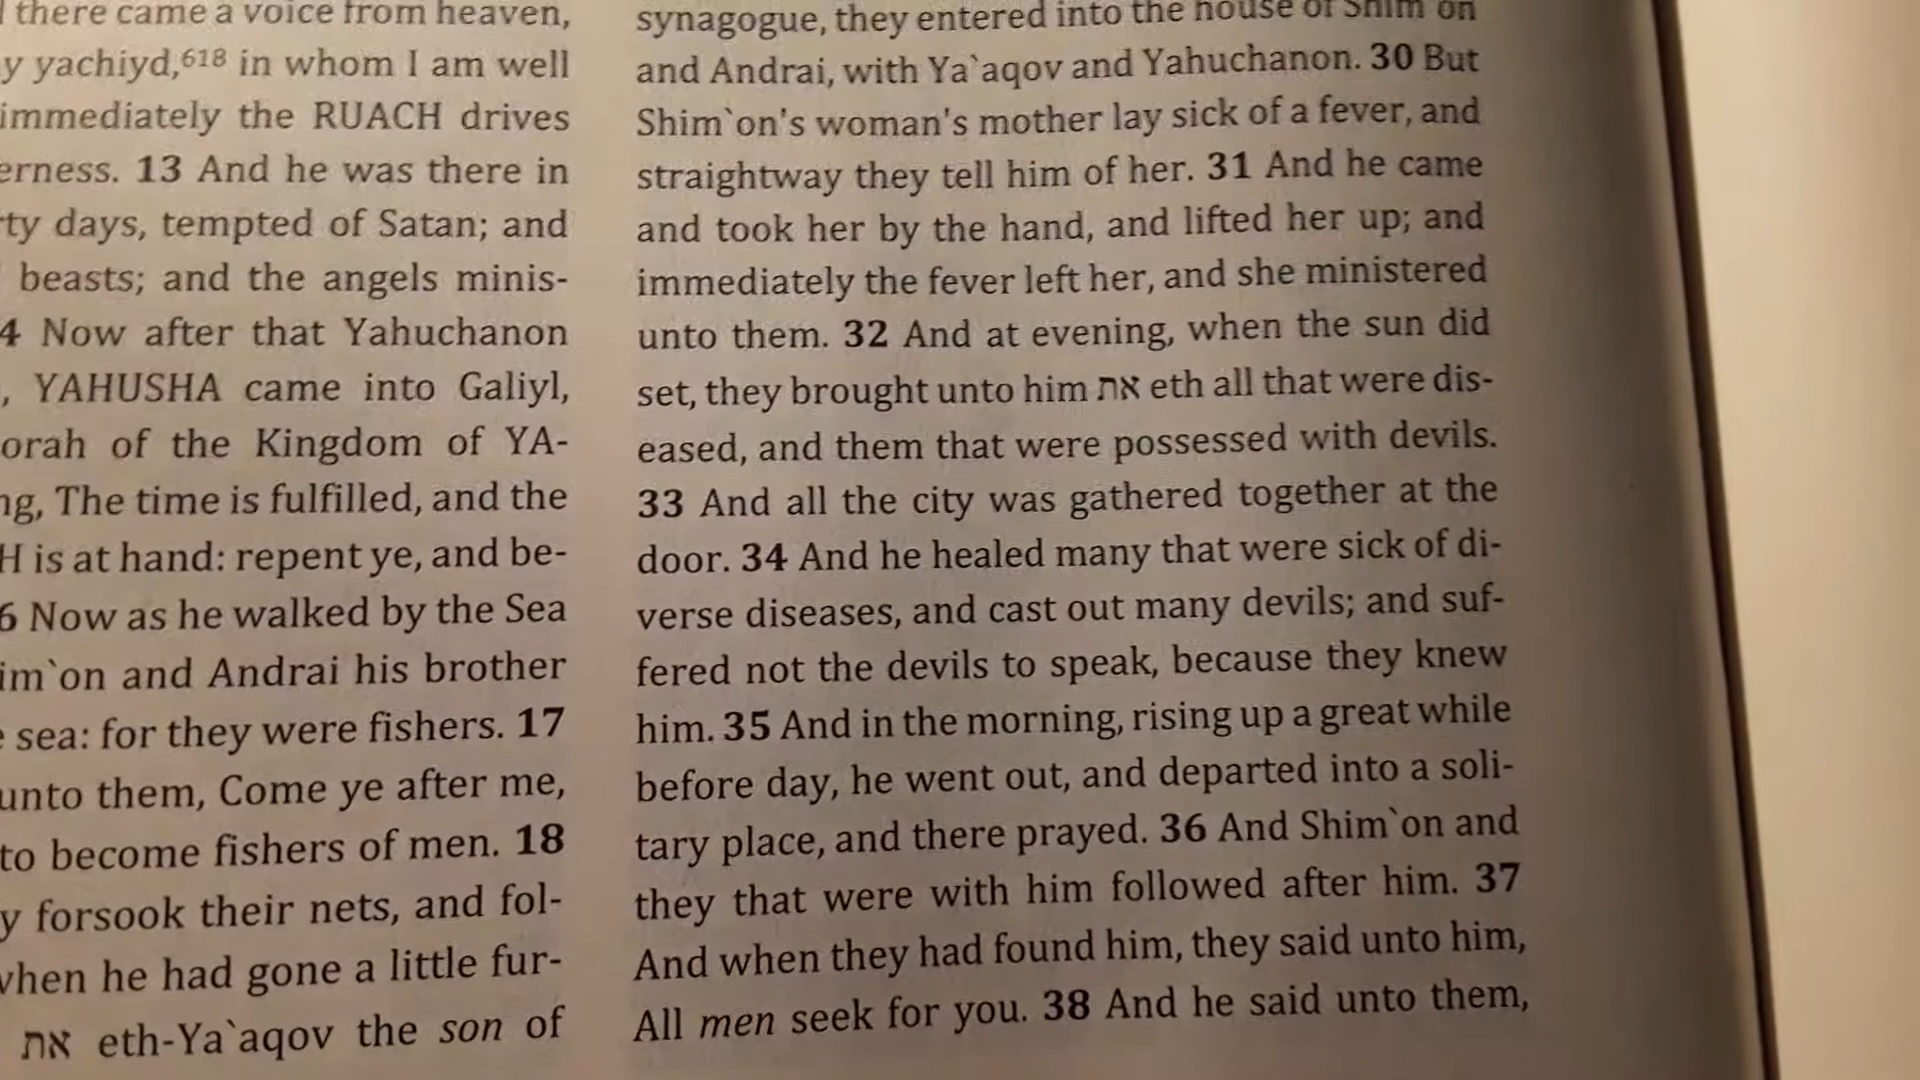 there came a voice from heaven,
yachiyd,618 in whom I am well
immediately the RUACH drives
erness. 13 And he was there in
days, tempted of Satan; and
beasts; and the angels minis-
4 Now after that Yahuchanon
, YAHUSHA came into Galiyl,
orah of the Kingdom of YA-
ng, The time is fulfilled, and the
H is at hand: repent ye, and be-
6 Now as he walked by the Sea
im`on and Andrai his brother
sea: for they were fishers. 17
unto them, Come ye after me,
to become fishers of men. 18
y forsook their nets, and fol-
when he had gone a little fur-
את eth-Ya`aqov the son of
synagogue, they entered into the house of Shim`on
and Andrai, with Ya`aqov and Yahuchanon. 30 But
Shim`on's woman's mother lay sick of a fever, and
straightway they tell him of her. 31 And he came
and took her by the hand, and lifted her up; and
immediately the fever left her, and she ministered
unto them. 32 And at evening, when the sun did
set, they brought unto him את eth all that were dis-
eased, and them that were possessed with devils.
33 And all the city was gathered together at the
door. 34 And he healed many that were sick of di-
verse diseases, and cast out many devils; and suf-
fered not the devils to speak, because they knew
him. 35 And in the morning, rising up a great while
before day, he went out, and departed into a soli-
tary place, and there prayed. 36 And Shim`on and
they that were with him followed after him. 37
And when they had found him, they said unto him,
All men seek for you. 38 And he said unto them,